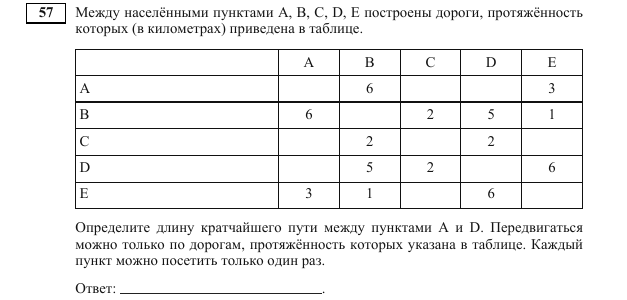 57 Между населёнными пунктами A, B, C, D, E построены дороги, протяжённость
которых (в километрах) приведена в таблице.
A B C D E
A 6 3
B 6 2 5 1
C 2 2
D 5 2 6
E 3 1 6
Определите длину кратчайшего пути между пунктами A и D. Передвигаться
можно только по дорогам, протяжённость которых указана в таблице. Каждый
пункт можно посетить только один раз.
Ответ: .